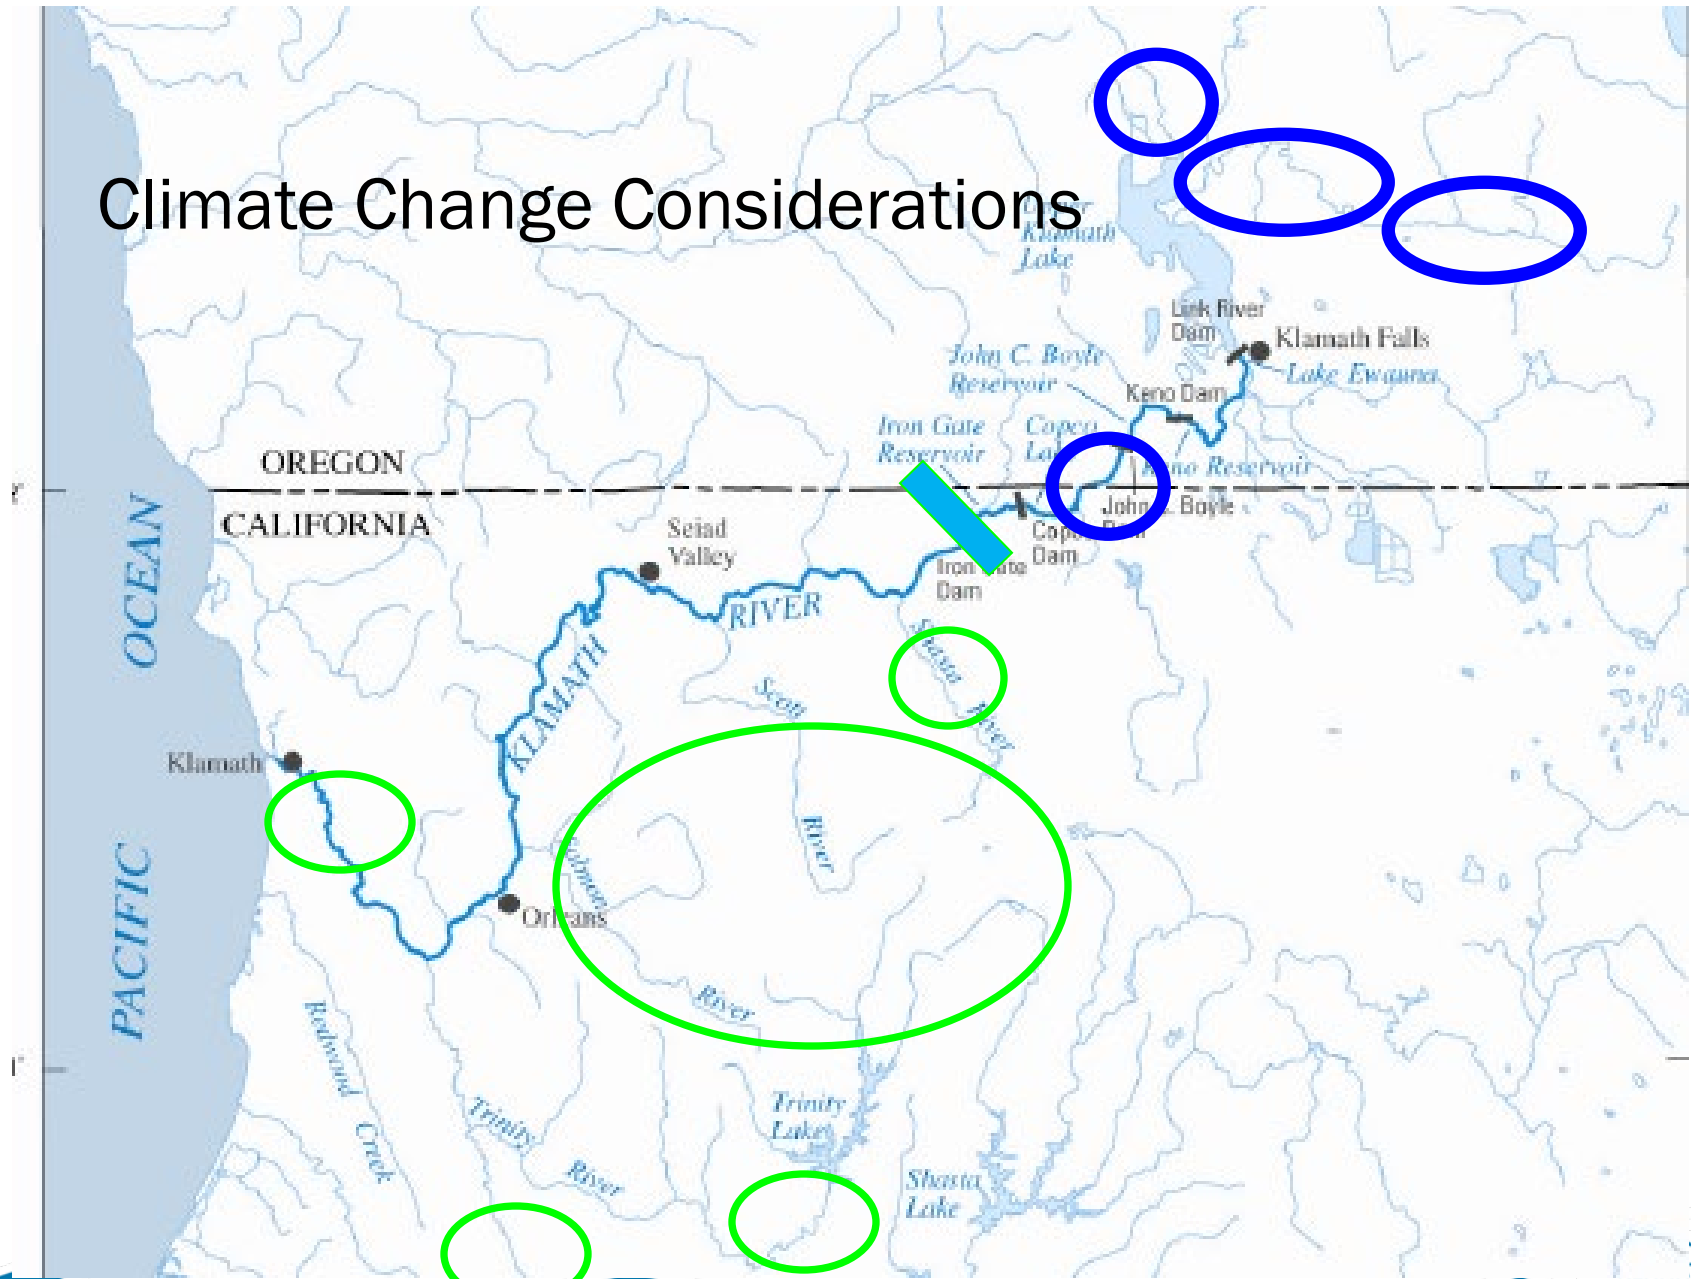 Climate Change Considerations
Klamath
Lake
Link River
Dam
Klamath Falls
Lake Ewauna
John C. Boyle
Reservoir
Keno Dam
Iron Gate
Reservoir
Copco
Reservoir
OREGON
CALIFORNIA
John C. Boyle
Dam
Iron Gate
Dam
Seiad
Valley
KLAMATH
RIVER
Shasta
River
Scott
River
Klamath
Salmon
River
Orleans
PACIFIC
OCEAN
Redwood
Creek
Trinity
River
Trinity
Lake
Shasta
Lake